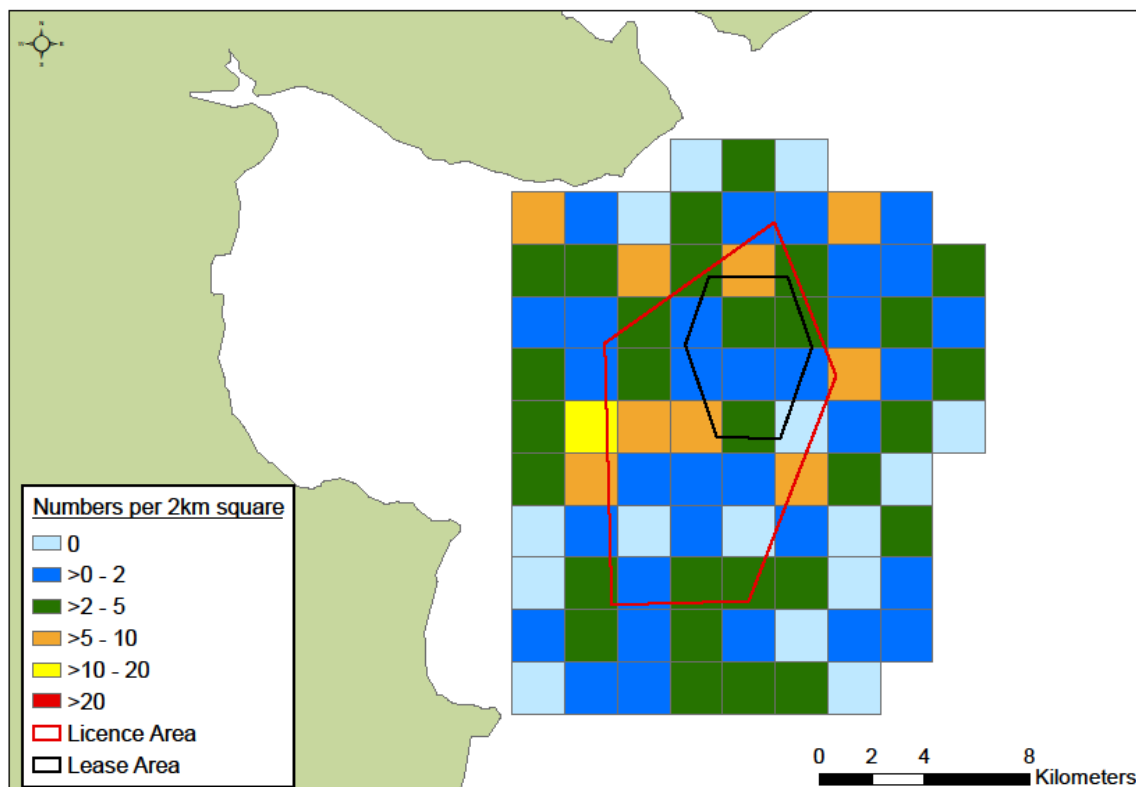 N
W E
S
Numbers per 2km square
0
>0 - 2
>2 - 5
>5 - 10
>10 - 20
>20
Licence Area
Lease Area
0 2 4 8
Kilometers